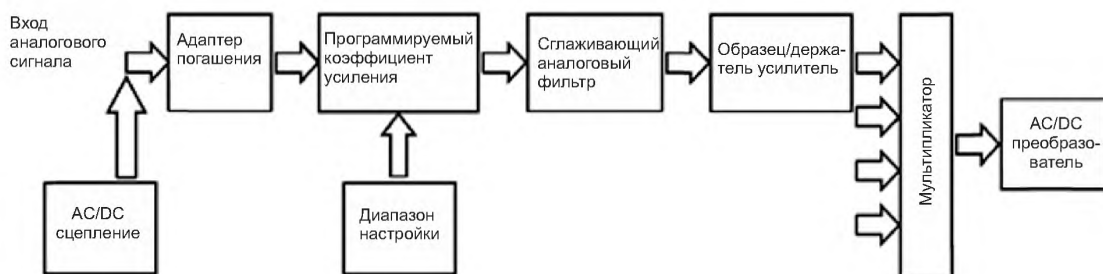 Вход
аналогового
сигнала
Адаптер
погашения
Программируемый
коэффициент
усиления
Сглаживающий
аналоговый
фильтр
Образец/держа-
тель усилитель
Мультипликатор
AC/DC
преобразо-
ватель
AC/DC
сцепление
Диапазон
настройки